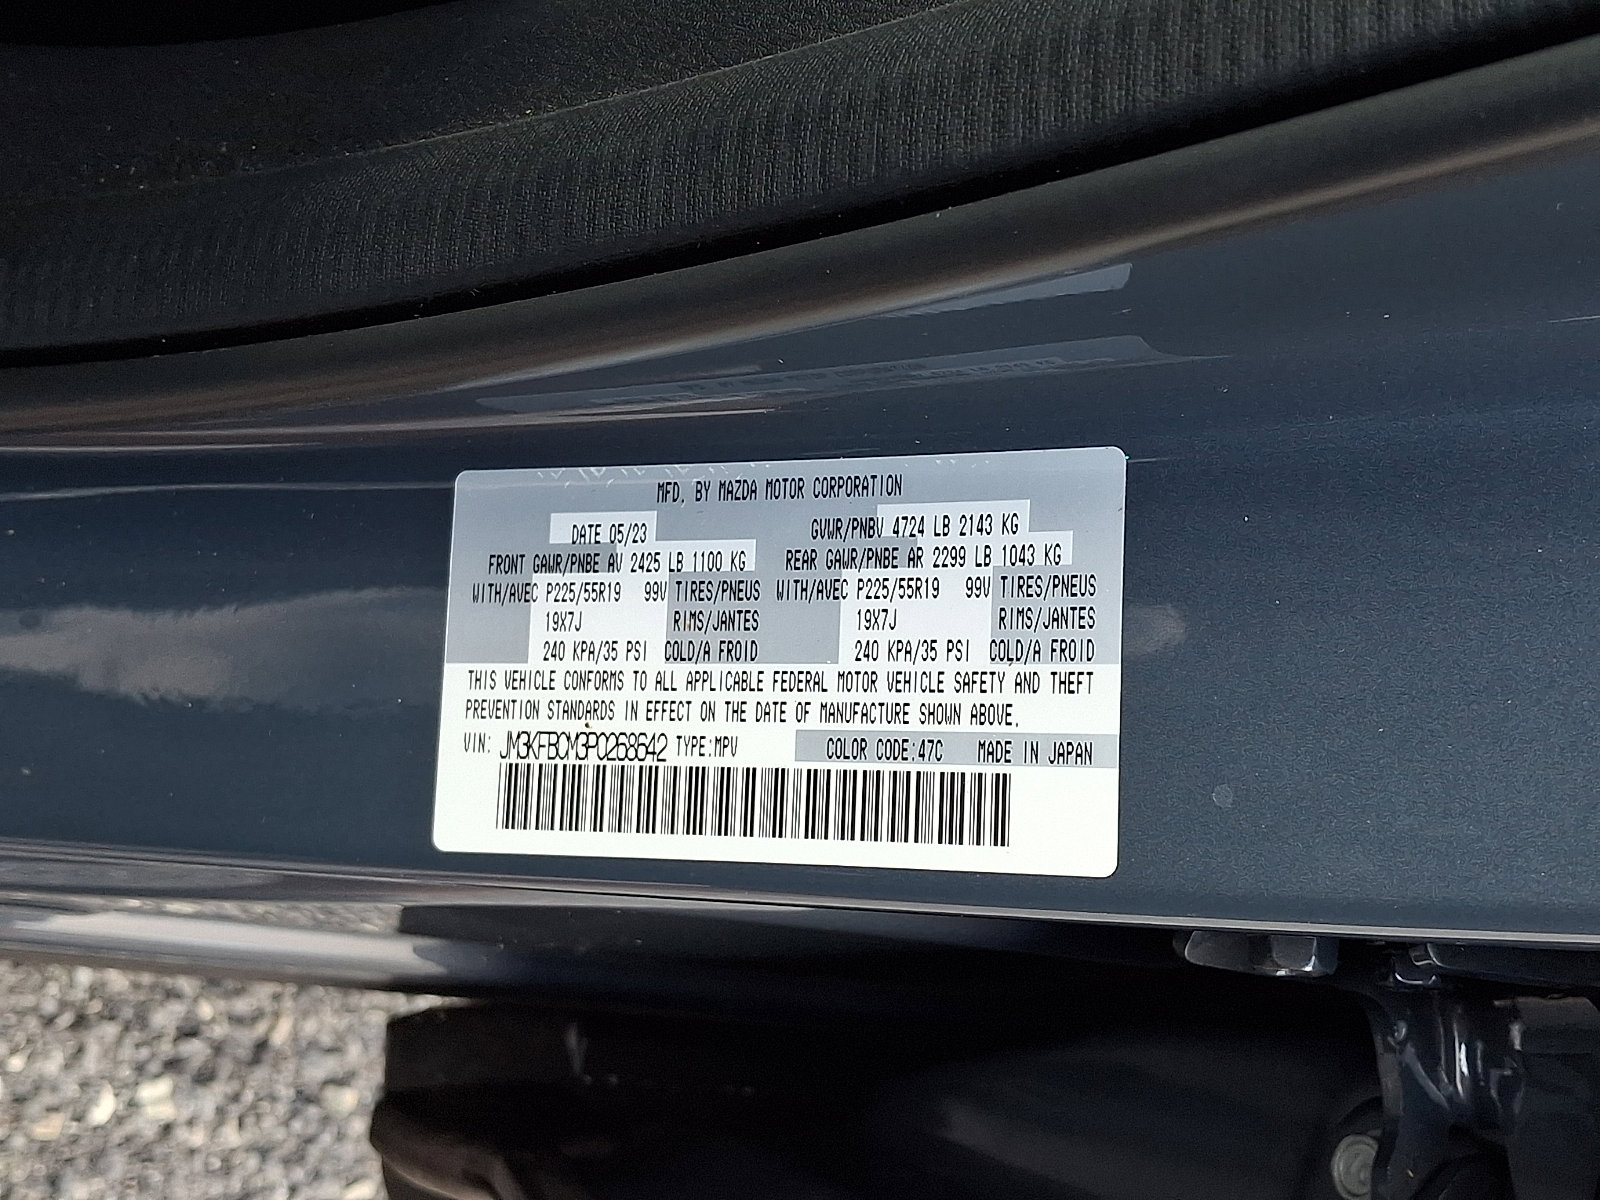 MFD. BY MAZDA MOTOR CORPORATION
DATE 05/23 GVWR/PNBV 4724 LB 2143 KG
FRONT GAWR/PNBE AV 2425 LB 1100 KG REAR GAWR/PNBE AR 2299 LB 1043 KG
WITH/AVEC P225/55R19 99V TIRES/PNEUS WITH/AVEC P225/55R19 99V TIRES/PNEUS
19X7J RIMS/JANTES 19X7J RIMS/JANTES
240 KPA/35 PSI COLD/A FROID 240 KPA/35 PSI COLD/A FROID
THIS VEHICLE CONFORMS TO ALL APPLICABLE FEDERAL MOTOR VEHICLE SAFETY AND THEFT
PREVENTION STANDARDS IN EFFECT ON THE DATE OF MANUFACTURE SHOWN ABOVE.
VIN: JM3KFBCM3P0268642 TYPE:MPV COLOR CODE:47C MADE IN JAPAN